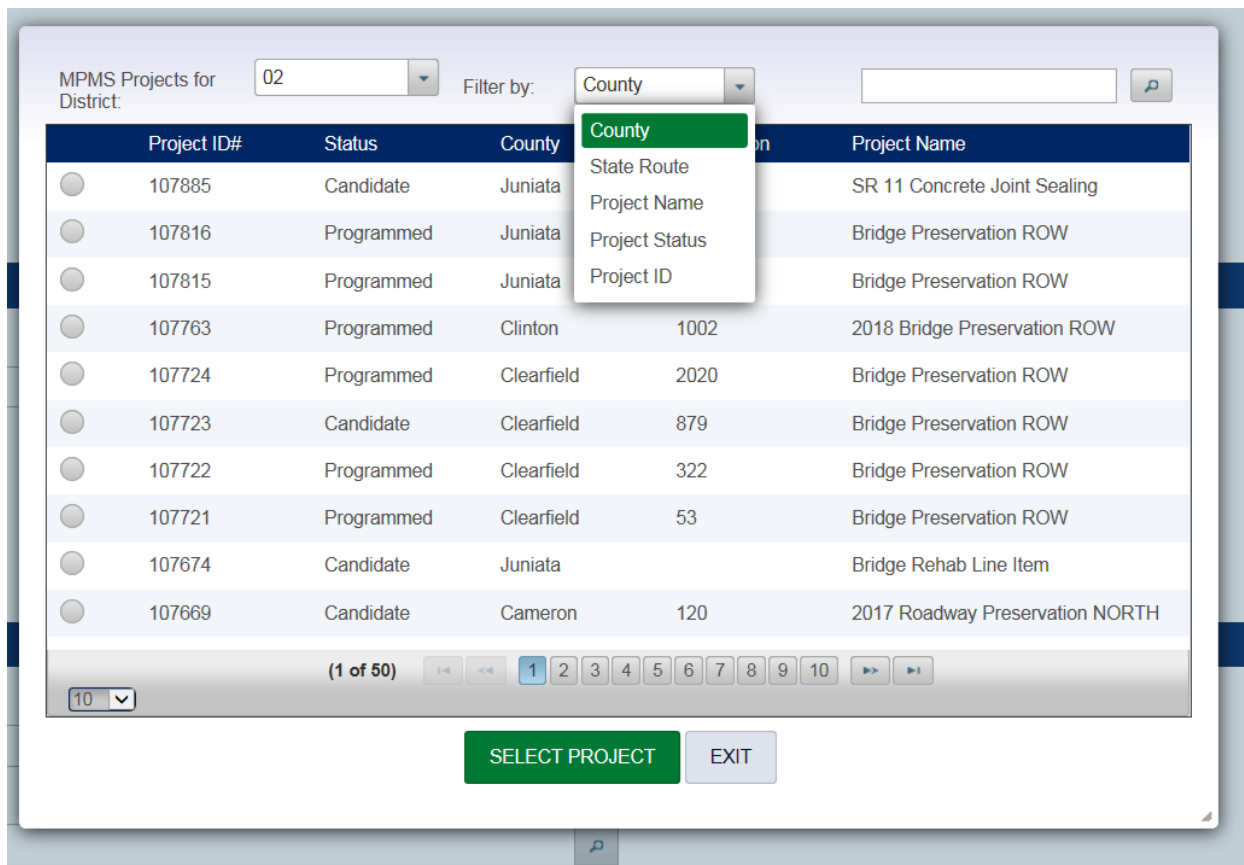 MPMS Projects for
District:
02
Filter by:
County
County
State Route
Project Name
Project Status
Project ID
Project ID# Status County on Project Name
107885 Candidate Juniata SR 11 Concrete Joint Sealing
107816 Programmed Juniata Bridge Preservation ROW
107815 Programmed Juniata Bridge Preservation ROW
107763 Programmed Clinton 1002 2018 Bridge Preservation ROW
107724 Programmed Clearfield 2020 Bridge Preservation ROW
107723 Candidate Clearfield 879 Bridge Preservation ROW
107722 Programmed Clearfield 322 Bridge Preservation ROW
107721 Programmed Clearfield 53 Bridge Preservation ROW
107674 Candidate Juniata Bridge Rehab Line Item
107669 Candidate Cameron 120 2017 Roadway Preservation NORTH
(1 of 50) 1 2 3 4 5 6 7 8 9 10
10
SELECT PROJECT EXIT